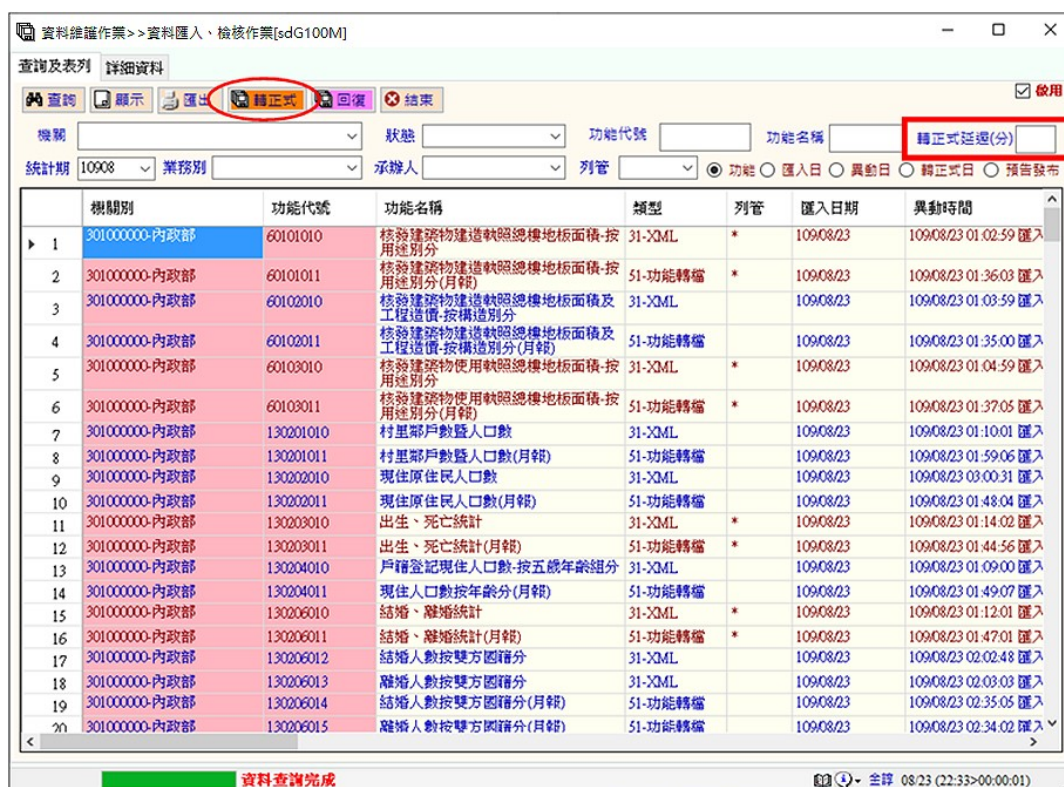 資料維護作業>>資料匯入、檢核作業[sdG100M]
查詢及表列 詳細資料
查詢 顯示 匯出 轉正式 回復 結束 啟用
機關 狀態 功能代號 功能名稱 轉正式延遲(分)
統計期 10908 業務別 承辦人 列管 功能 匯入日 異動日 轉正式日 預告發布
機關別 功能代號 功能名稱 類型 列管 匯入日期 異動時間
1 301000000-內政部 60101010 核發建築物建造執照總樓地板面積-按 31-XML * 109/08/23 109/08/23 01:02:59 匯入
用途別分
2 301000000-內政部 60101011 核發建築物建造執照總樓地板面積-按 51-功能轉檔 * 109/08/23 109/08/23 01:36:03 匯入
用途別分(月報)
3 301000000-內政部 60102010 核發建築物建造執照總樓地板面積及 31-XML 109/08/23 109/08/23 01:03:59 匯入
工程造價-按構造別分
4 301000000-內政部 60102011 核發建築物建造執照總樓地板面積及 51-功能轉檔 109/08/23 109/08/23 01:35:00 匯入
工程造價-按構造別分(月報)
5 301000000-內政部 60103010 核發建築物使用執照總樓地板面積-按 31-XML * 109/08/23 109/08/23 01:04:59 匯入
用途別分
6 301000000-內政部 60103011 核發建築物使用執照總樓地板面積-按 51-功能轉檔 * 109/08/23 109/08/23 01:37:05 匯入
用途別分(月報)
7 301000000-內政部 130201010 村里鄰戶數暨人口數 31-XML 109/08/23 109/08/23 01:10:01 匯入
8 301000000-內政部 130201011 村里鄰戶數暨人口數(月報) 51-功能轉檔 109/08/23 109/08/23 01:59:06 匯入
9 301000000-內政部 130202010 現住原住民人口數 31-XML 109/08/23 109/08/23 03:00:31 匯入
10 301000000-內政部 130202011 現住原住民人口數(月報) 51-功能轉檔 109/08/23 109/08/23 01:48:04 匯入
11 301000000-內政部 130203010 出生、死亡統計 31-XML * 109/08/23 109/08/23 01:14:02 匯入
12 301000000-內政部 130203011 出生、死亡統計(月報) 51-功能轉檔 * 109/08/23 109/08/23 01:44:56 匯入
13 301000000-內政部 130204010 戶籍登記現住人口數-按五歲年齡組分 31-XML 109/08/23 109/08/23 01:09:00 匯入
14 301000000-內政部 130204011 現住人口數按年齡分(月報) 51-功能轉檔 109/08/23 109/08/23 01:49:07 匯入
15 301000000-內政部 130206010 結婚、離婚統計 31-XML * 109/08/23 109/08/23 01:12:01 匯入
16 301000000-內政部 130206011 結婚、離婚統計(月報) 51-功能轉檔 * 109/08/23 109/08/23 01:47:01 匯入
17 301000000-內政部 130206012 結婚人數按雙方國籍分 31-XML 109/08/23 109/08/23 02:02:48 匯入
18 301000000-內政部 130206013 離婚人數按雙方國籍分 31-XML 109/08/23 109/08/23 02:03:03 匯入
19 301000000-內政部 130206014 結婚人數按雙方國籍分(月報) 51-功能轉檔 109/08/23 109/08/23 02:35:05 匯入
20 301000000-內政部 130206015 離婚人數按雙方國籍分(月報) 51-功能轉檔 109/08/23 109/08/23 02:34:02 匯入
資料查詢完成 全諄 08/23 (22:33>00:00:01)